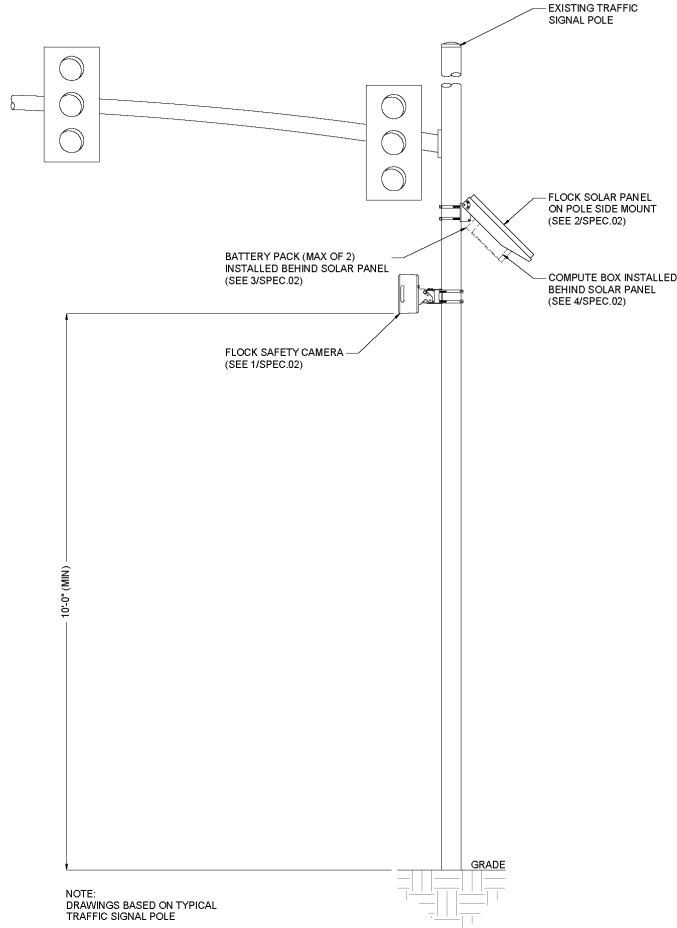 EXISTING TRAFFIC
SIGNAL POLE
FLOCK SOLAR PANEL
ON POLE SIDE MOUNT
(SEE 2/SPEC.02)
BATTERY PACK (MAX OF 2)
INSTALLED BEHIND SOLAR PANEL
(SEE 3/SPEC.02)
COMPUTE BOX INSTALLED
BEHIND SOLAR PANEL
(SEE 4/SPEC.02)
FLOCK SAFETY CAMERA
(SEE 1/SPEC.02)
10'-0" (MIN)
GRADE
NOTE:
DRAWINGS BASED ON TYPICAL
TRAFFIC SIGNAL POLE